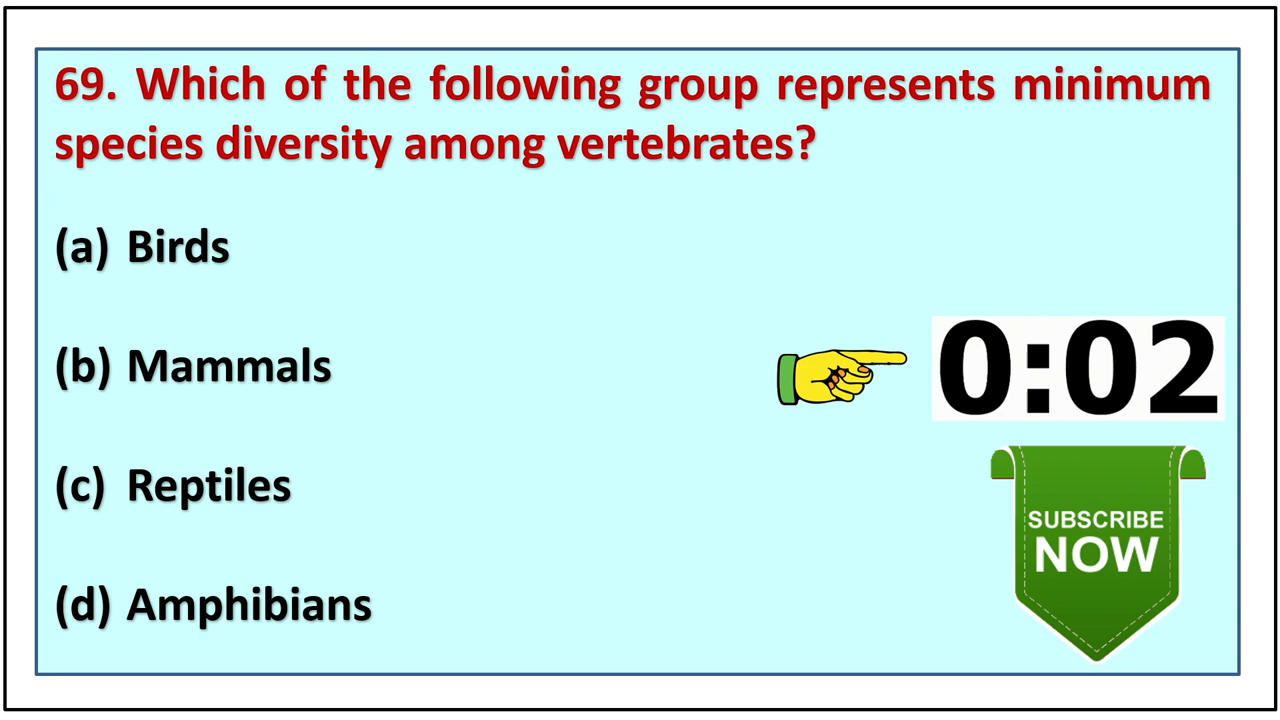 69. Which of the following group represents minimum
species diversity among vertebrates?
(a) Birds
(b) Mammals
0:02
(c) Reptiles
SUBSCRIBE
NOW
(d) Amphibians